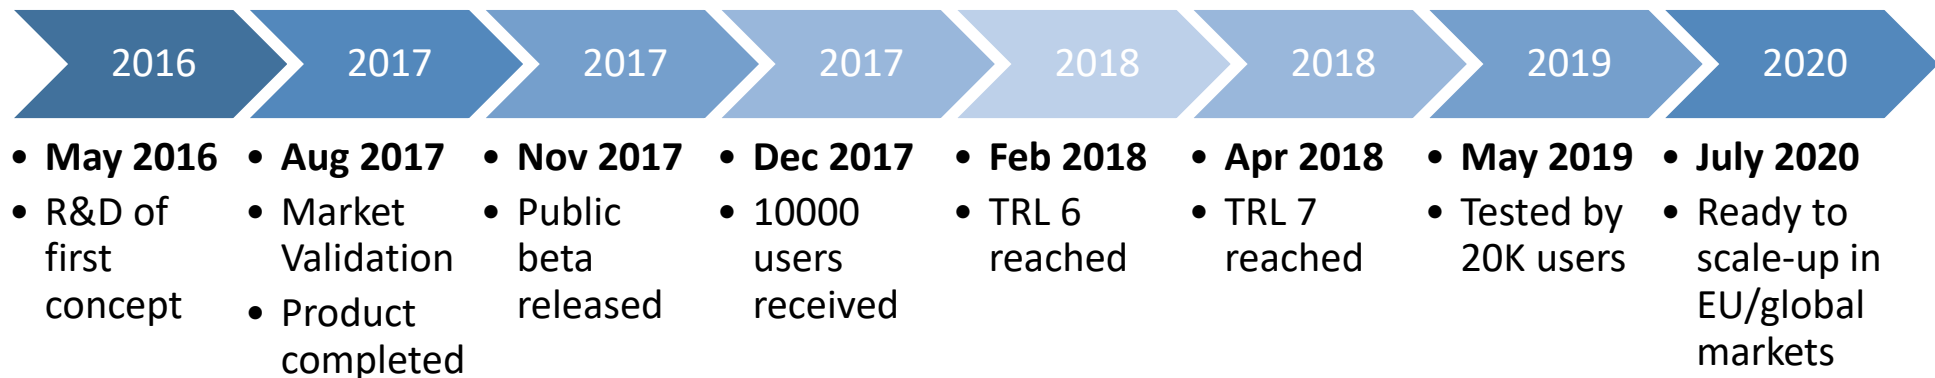 2016
2017
2017
2017
2018
2018
2019
2020
• May 2016
• R&D of
first
concept
• Aug 2017
• Market
Validation
• Product
completed
• Nov 2017
• Public
beta
released
• Dec 2017
• 10000
users
received
• Feb 2018
• TRL 6
reached
• Apr 2018
• TRL 7
reached
• May 2019
• Tested by
20K users
• July 2020
• Ready to
scale-up in
EU/global
markets